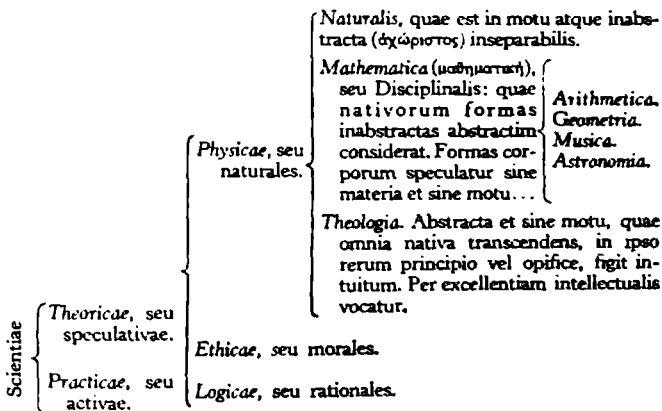 Naturalis, quae est in motu atque inabs-
tracta (ἀχώριστος) inseparabilis.
Mathematica (μαθηματική),
seu Disciplinalis: quae
nativorum formas
inabstractas abstractim
considerat. Formas cor-
porum speculatur sine
materia et sine motu...
Arithmetica.
Geometria.
Musica.
Astronomia.
Theologia. Abstracta et sine motu, quae
omnia nativa transcendens, in ipso
rerum principio vel opifice, figit in-
tuitum. Per excellentiam intellectualis
vocatur.
Physicae, seu
naturales.
Ethicae, seu morales.
Logicae, seu rationales.
Theoricae, seu
speculativae.
Practicae, seu
activae.
Scientiae